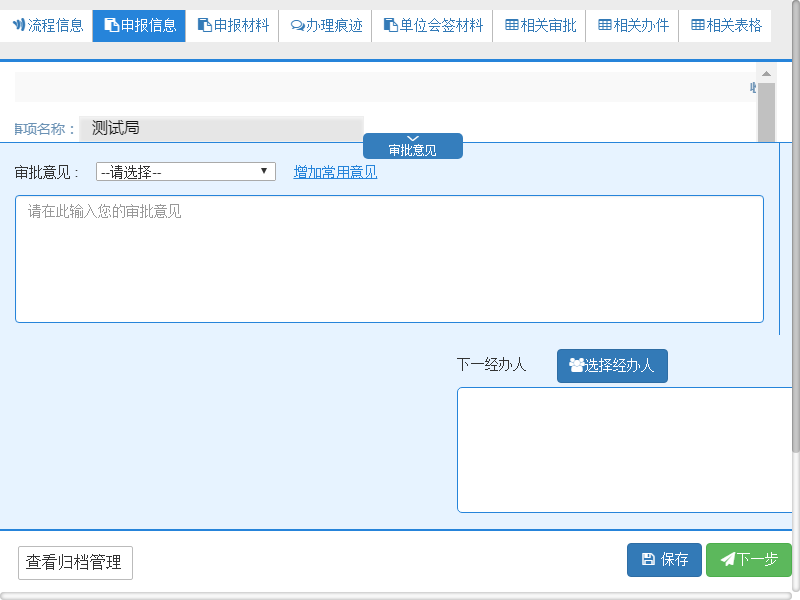 流程信息 申报信息 申报材料 办理痕迹 单位会签材料 相关审批 相关办件 相关表格
事项名称： 测试局
审批意见
审批意见： --请选择-- 增加常用意见
请在此输入您的审批意见
下一经办人 选择经办人
查看归档管理 保存 下一步